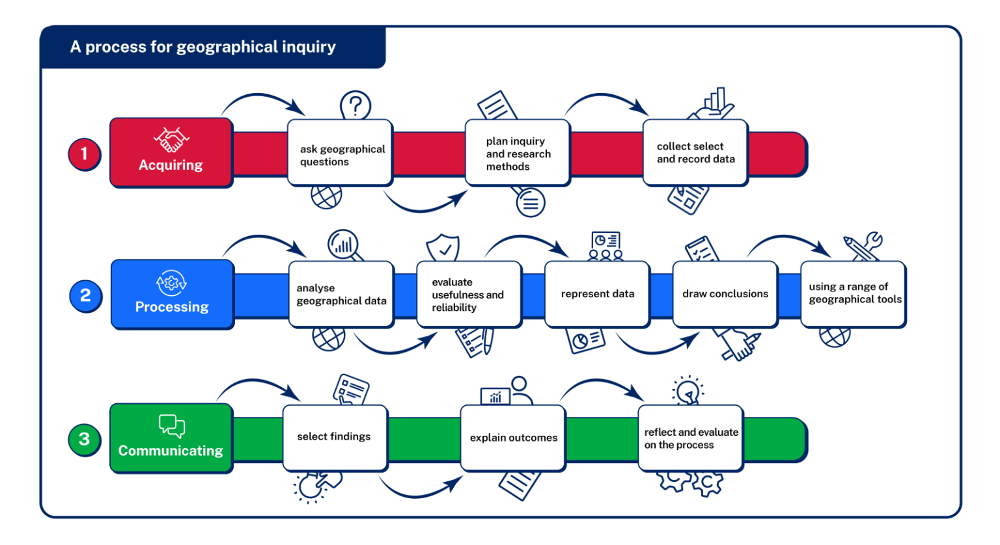 A process for geographical inquiry
1
Acquiring
ask geographical
questions
plan inquiry
and research
methods
collect select
and record data
2
Processing
analyse
geographical data
evaluate
usefulness and
reliability
represent data
draw conclusions
using a range of
geographical tools
3
Communicating
select findings
explain outcomes
reflect and evaluate
on the process